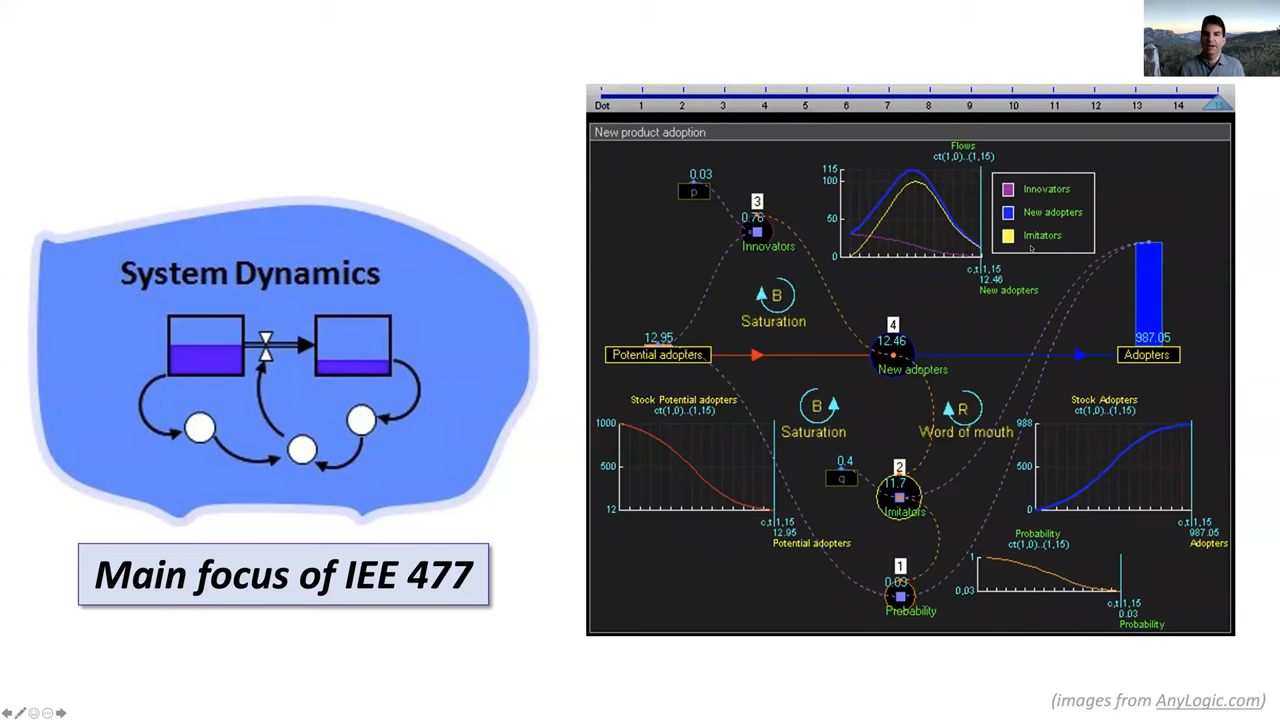 System Dynamics
Main focus of IEE 477
Dot 1 2 3 4 5 6 7 8 9 10 11 12 13 14 15
New product adoption
Flows
ct(1,0)..(1,15)
115
100
50
0
Innovators
New adopters
Imitators
c,t|1,15
12.46
New adopters
0.03
p
3
0.78
Innovators
B
Saturation
12.95
Potential adopters
4
12.46
New adopters
987.05
Adopters
Stock Potential adopters
ct(1,0)..(1,15)
1000
500
12
c,t|1,15
12.95
Potential adopters
B
Saturation
R
Word of mouth
0.4
q
2
11.7
Imitators
Stock Adopters
ct(1,0)..(1,15)
988
500
0
c,t|1,15
987.05
Adopters
1
0.03
Probability
Probability
ct(1,0)..(1,15)
1
0,03
c,t|1,15
0.03
Probability
(images from AnyLogic.com)